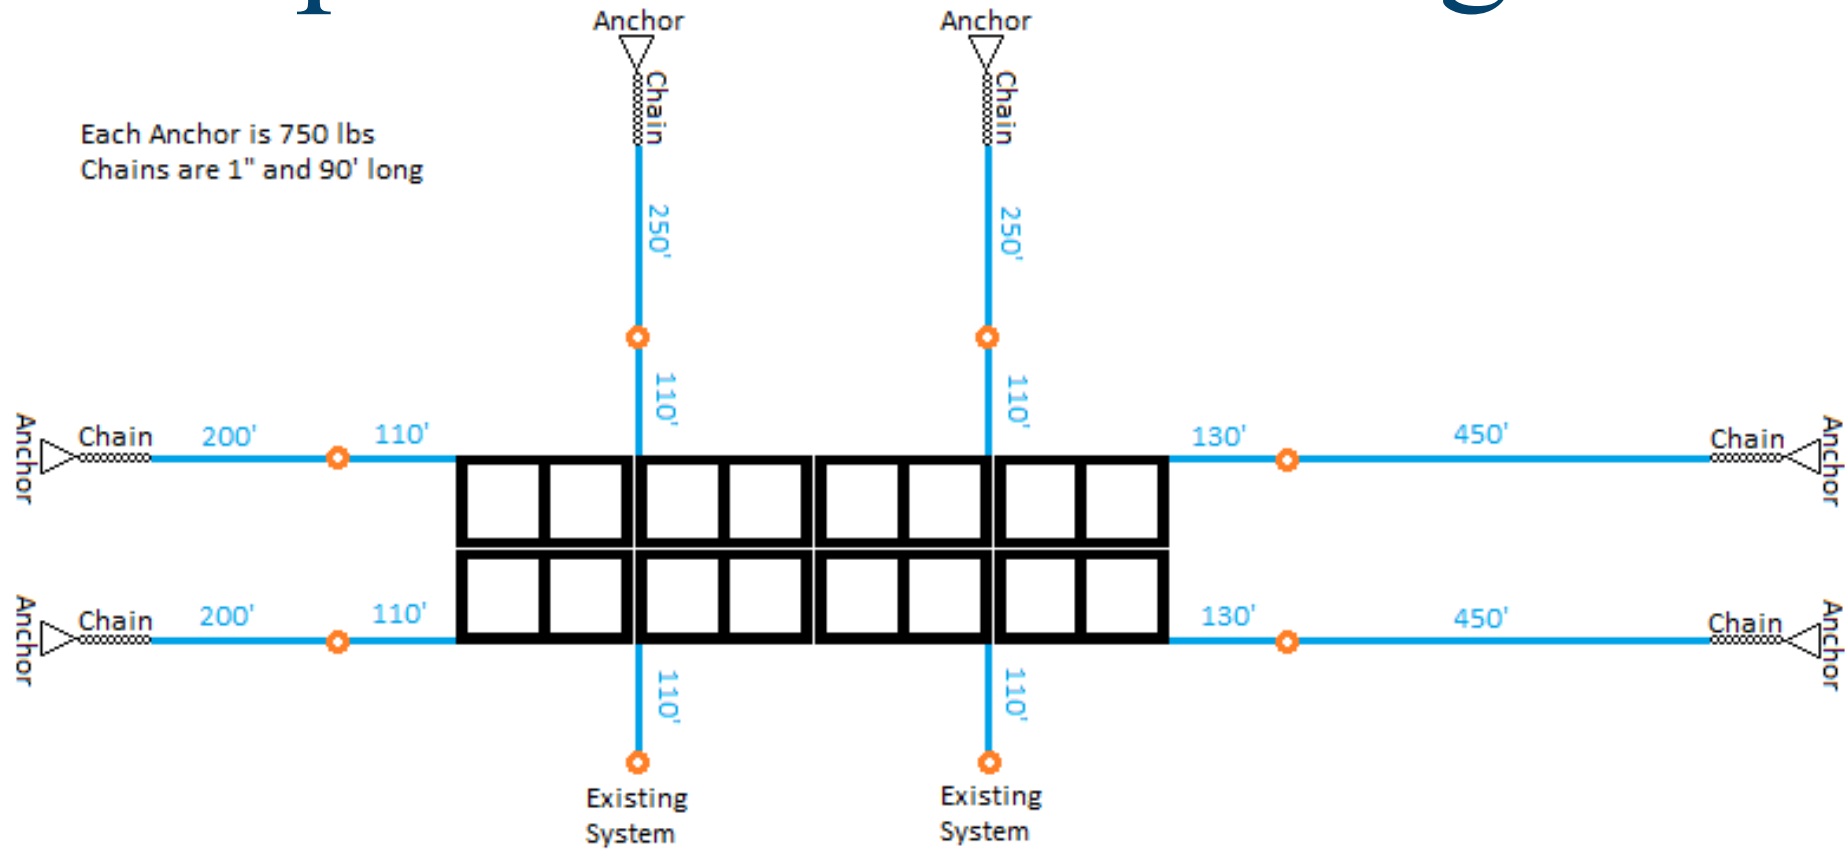 Anchor
Anchor
Chain
Chain
Each Anchor is 750 lbs
Chains are 1" and 90' long
250'
250'
110'
110'
Anchor
Chain
200'
110'
130'
450'
Chain
Anchor
Anchor
Chain
200'
110'
130'
450'
Chain
Anchor
110'
110'
Existing
System
Existing
System